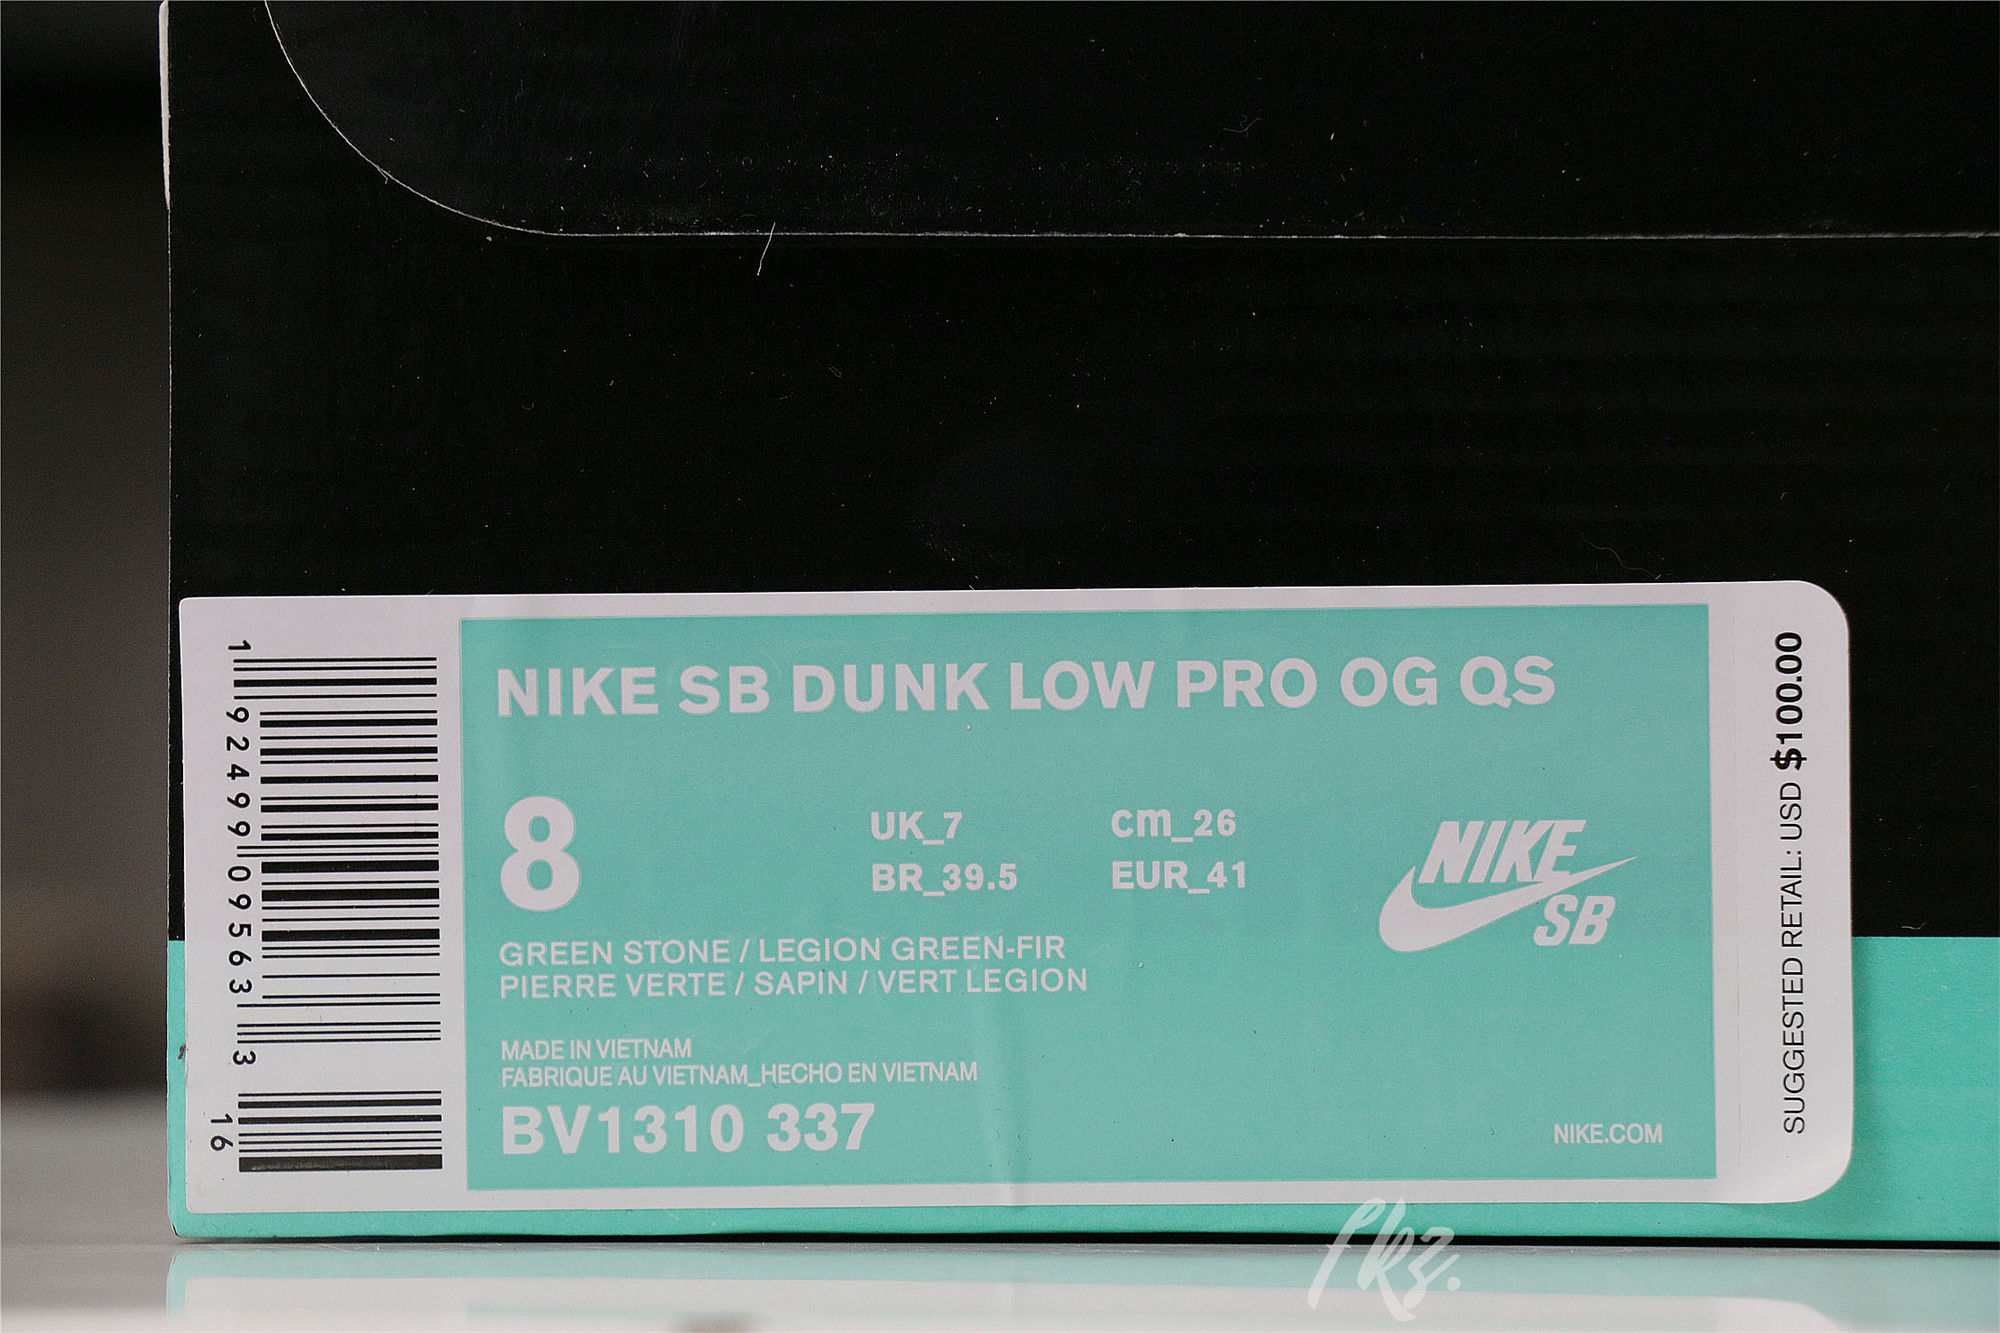 1 92499 09563 3
16
NIKE SB DUNK LOW PRO OG QS
8
UK_7
cm_26
BR_39.5
EUR_41
NIKE
SB
GREEN STONE / LEGION GREEN-FIR
PIERRE VERTE / SAPIN / VERT LEGION
MADE IN VIETNAM
FABRIQUE AU VIETNAM_HECHO EN VIETNAM
BV1310 337
NIKE.COM
SUGGESTED RETAIL: USD $100.00